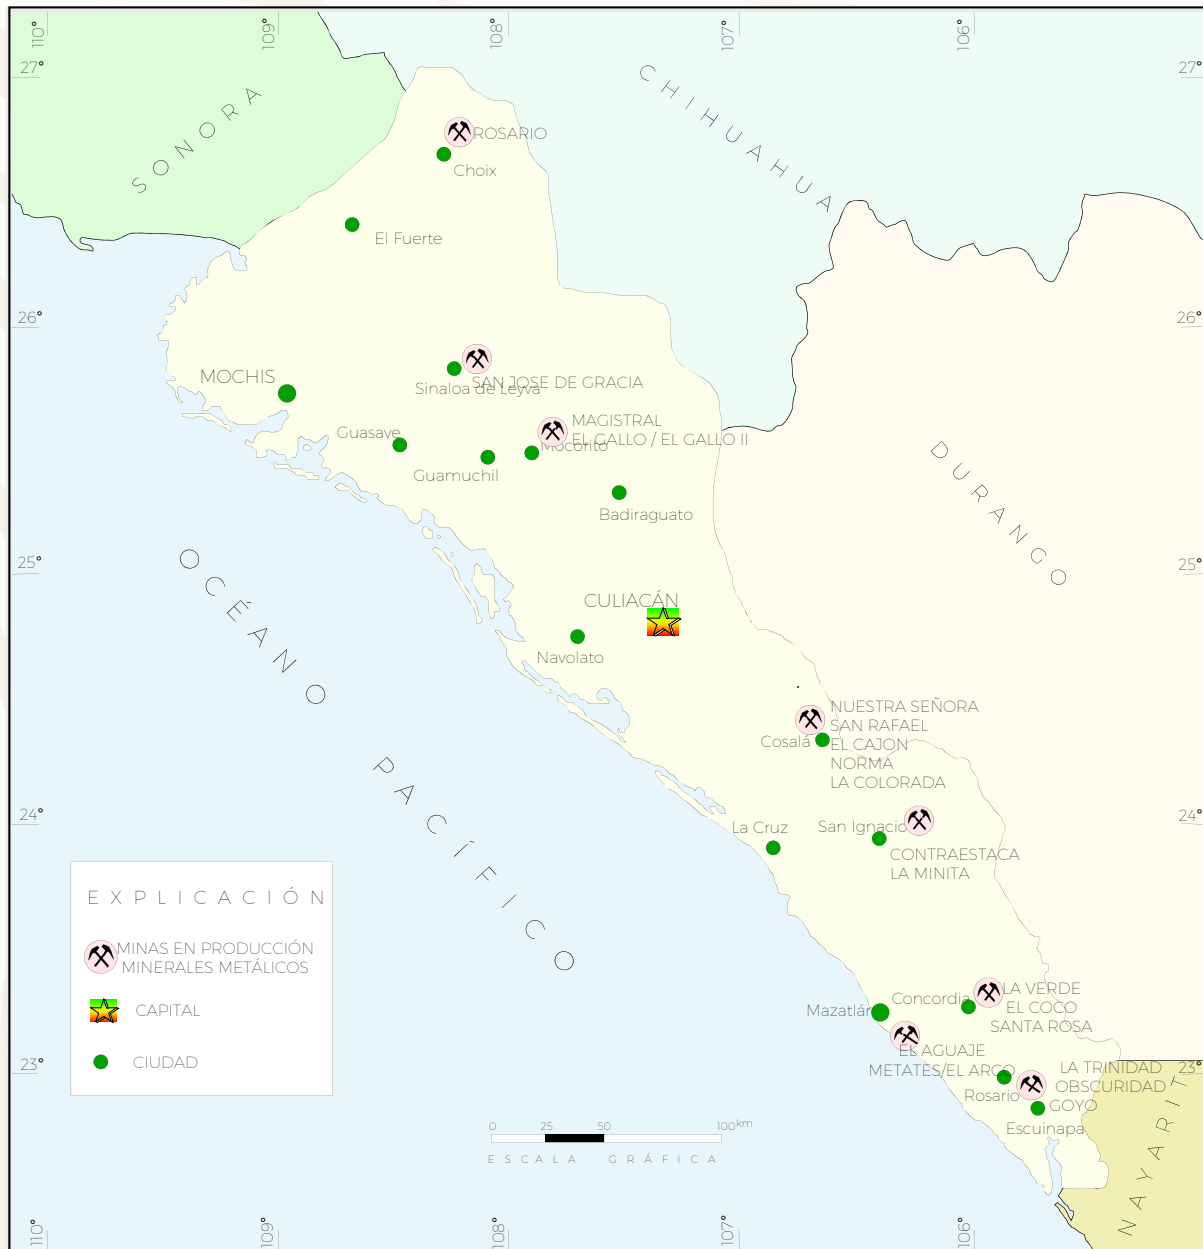 110°
109°
108°
107°
106°
27°
27°
SONORA
CHIHUAHUA
ROSARIO
Choix
El Fuerte
26°
26°
MOCHIS
SAN JOSE DE GRACIA
Sinaloa de Leyva
MAGISTRAL
EL GALLO / EL GALLO II
Mocorito
Guasave
Guamuchil
Badiraguato
DURANGO
25°
25°
OCÉANO PACÍFICO
CULIACÁN
Navolato
NUESTRA SEÑORA
SAN RAFAEL
EL CAJON
NORMA
LA COLORADA
Cosalá
24°
24°
La Cruz
San Ignacio
CONTRAESTACA
LA MINITA
EXPLICACIÓN
MINAS EN PRODUCCIÓN
MINERALES METÁLICOS
CAPITAL
CIUDAD
Concordia
LA VERDE
EL COCO
SANTA ROSA
Mazatlán
EL AGUAJE
METATES/EL ARCO
23°
23°
LA TRINIDAD
OBSCURIDAD
GOYO
Rosario
Escuinapa
NAYARIT
0 25 50 100 km
ESCALA GRÁFICA
110°
109°
108°
107°
106°